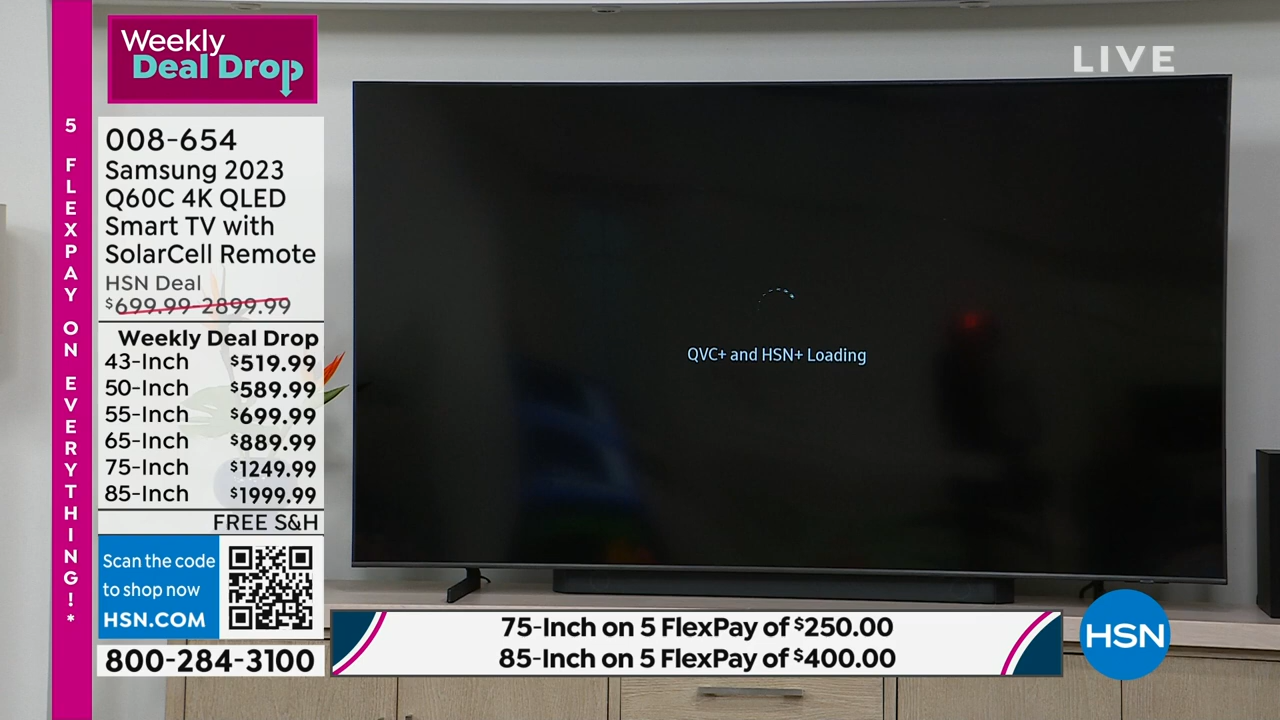 5 FLEXPAY ON EVERYTHING!*
Weekly
Deal Drop
LIVE
008-654
Samsung 2023
Q60C 4K QLED
Smart TV with
SolarCell Remote
HSN Deal
$699.99-2899.99
Weekly Deal Drop
43-Inch $519.99
50-Inch $589.99
55-Inch $699.99
65-Inch $889.99
75-Inch $1249.99
85-Inch $1999.99
FREE S&H
Scan the code
to shop now
HSN.COM
800-284-3100
QVC+ and HSN+ Loading
75-Inch on 5 FlexPay of $250.00
85-Inch on 5 FlexPay of $400.00
HSN